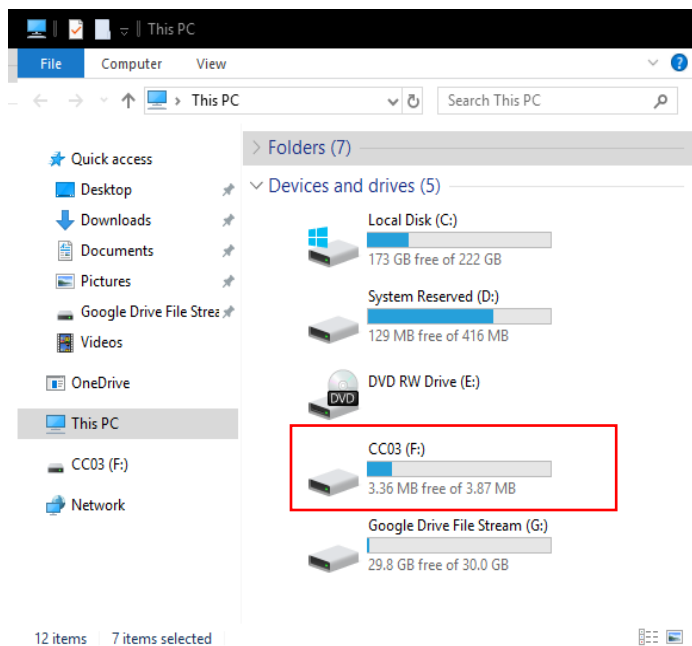 This PC
File Computer View
This PC Search This PC
Quick access
Desktop
Downloads
Documents
Pictures
Google Drive File Strea
Videos
OneDrive
This PC
CC03 (F:)
Network
Folders (7)
Devices and drives (5)
Local Disk (C:)
173 GB free of 222 GB
System Reserved (D:)
129 MB free of 416 MB
DVD RW Drive (E:)
DVD
CC03 (F:)
3.36 MB free of 3.87 MB
Google Drive File Stream (G:)
29.8 GB free of 30.0 GB
12 items 7 items selected